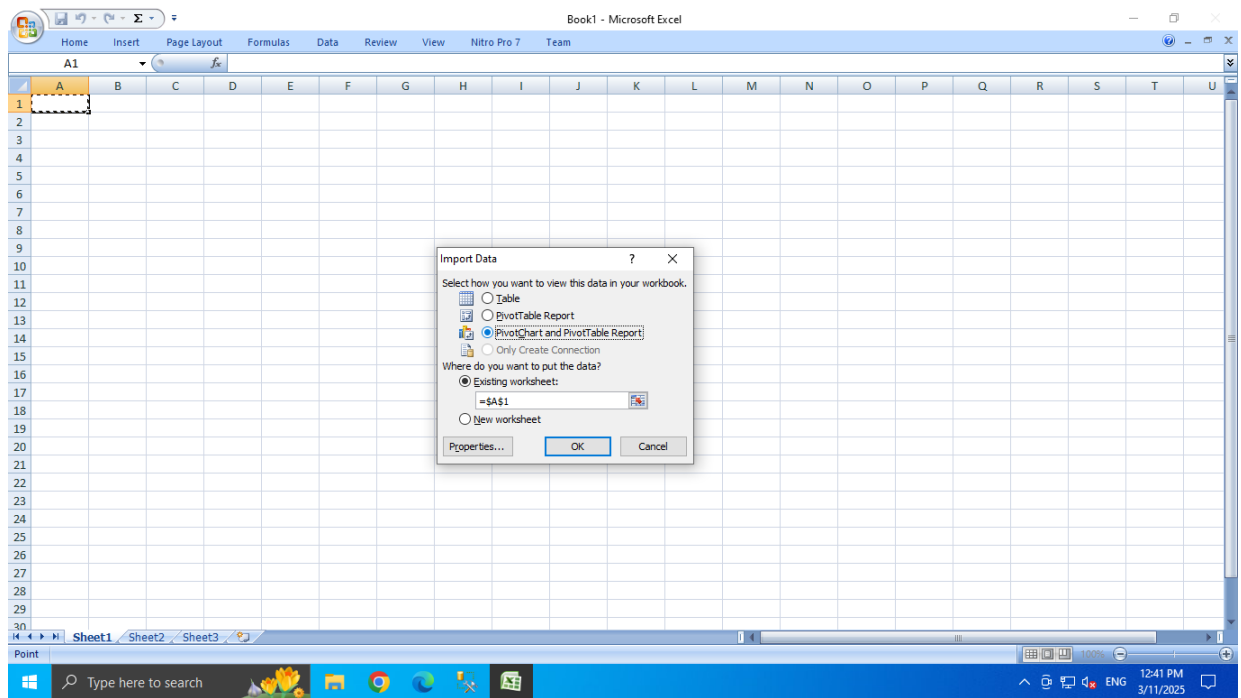 Book1 - Microsoft Excel
Home Insert Page Layout Formulas Data Review View Nitro Pro 7 Team
A1 fx
A B C D E F G H I J K L M N O P Q R S T U
1
2
3
4
5
6
7
8
9
10
11
12
13
14
15
16
17
18
19
20
21
22
23
24
25
26
27
28
29
30
Import Data ?
Select how you want to view this data in your workbook.
Table
PivotTable Report
PivotChart and PivotTable Report
Only Create Connection
Where do you want to put the data?
Existing worksheet:
=$A$1
New worksheet
Properties... OK Cancel
Sheet1 Sheet2 Sheet3
Point 100%
Type here to search ENG 12:41 PM
3/11/2025